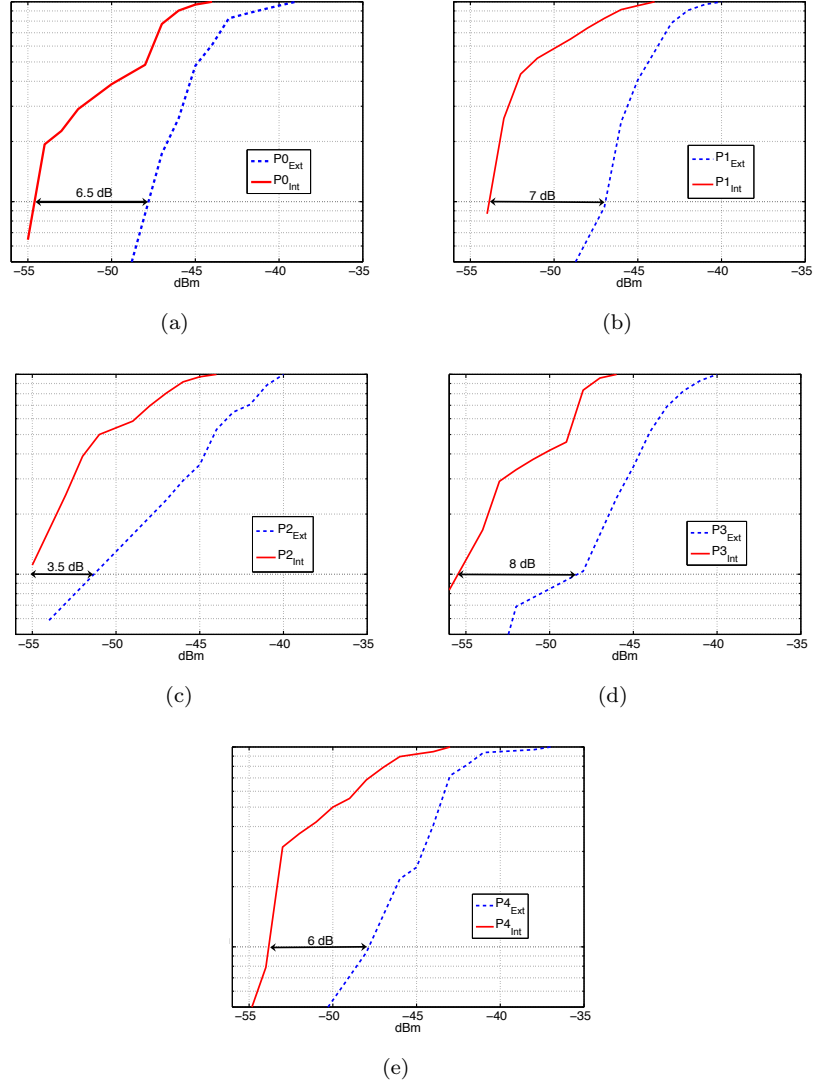 P0Ext
P0Int
6.5 dB
−55 −50 −45 −40 −35
dBm
(a)
P1Ext
P1Int
7 dB
−55 −50 −45 −40 −35
dBm
(b)
P2Ext
P2Int
3.5 dB
−55 −50 −45 −40 −35
dBm
(c)
P3Ext
P3Int
8 dB
−55 −50 −45 −40 −35
dBm
(d)
P4Ext
P4Int
6 dB
−55 −50 −45 −40 −35
dBm
(e)